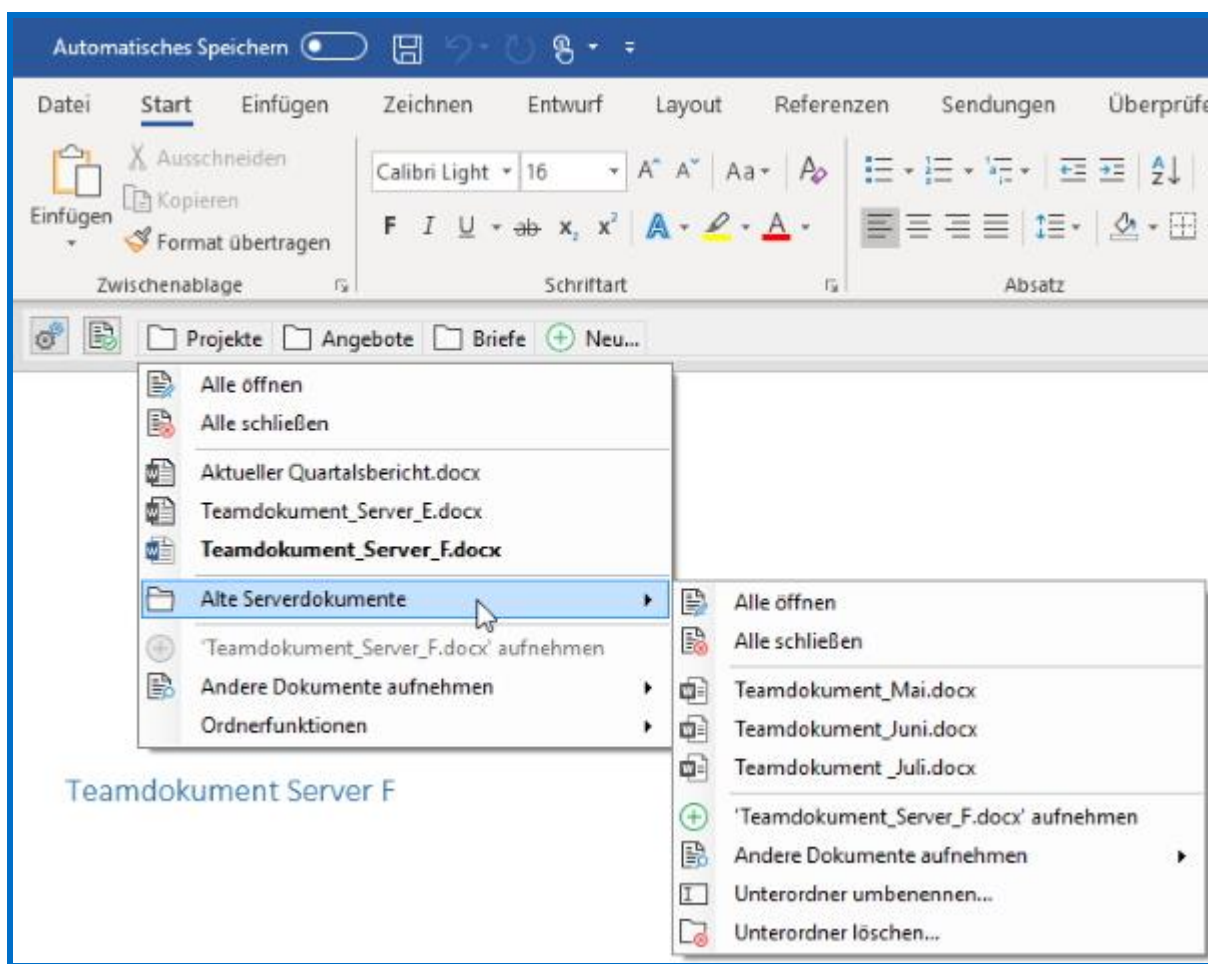 Automatisches Speichern
Datei Start Einfügen Zeichnen Entwurf Layout Referenzen Sendungen Überprüfe
Einfügen
Ausschneiden
Kopieren
Format übertragen
Calibri Light 16 A A Aa A
F I U ab x₂ x² A A
Zwischenablage Schriftart Absatz
Projekte Angebote Briefe Neu...
Alle öffnen
Alle schließen
Aktueller Quartalsbericht.docx
Teamdokument_Server_E.docx
Teamdokument_Server_F.docx
Alte Serverdokumente
'Teamdokument_Server_F.docx' aufnehmen
Andere Dokumente aufnehmen
Ordnerfunktionen
Alle öffnen
Alle schließen
Teamdokument_Mai.docx
Teamdokument_Juni.docx
Teamdokument _Juli.docx
'Teamdokument_Server_F.docx' aufnehmen
Andere Dokumente aufnehmen
Unterordner umbenennen...
Unterordner löschen...
Teamdokument Server F